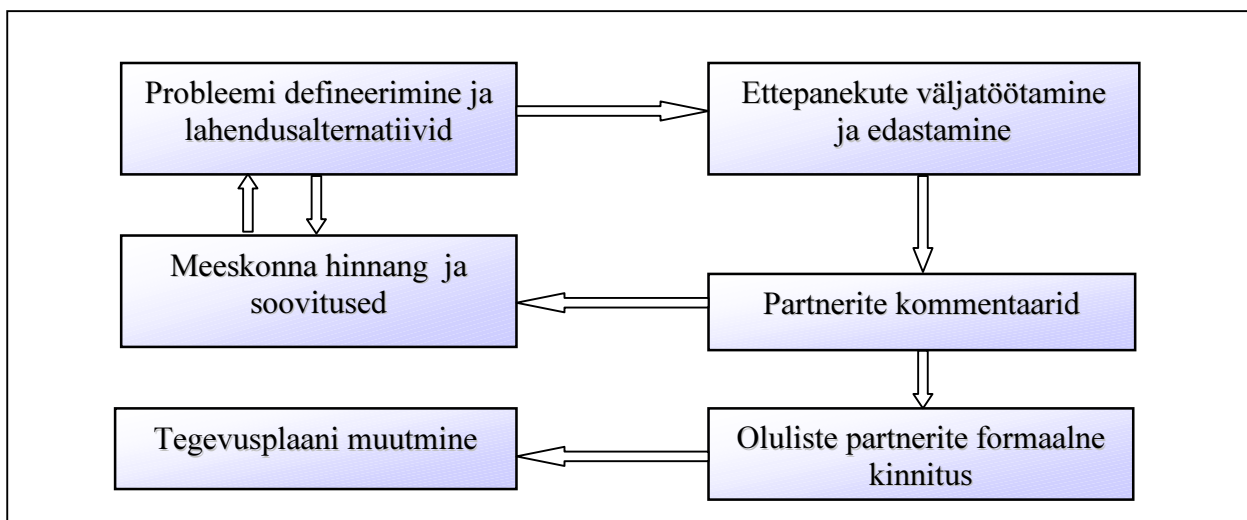 Probleemi defineerimine ja
lahendusalternatiivid
Ettepanekute väljatöötamine
ja edastamine
Meeskonna hinnang ja
soovitused
Partnerite kommentaarid
Tegevusplaani muutmine
Oluliste partnerite formaalne
kinnitus